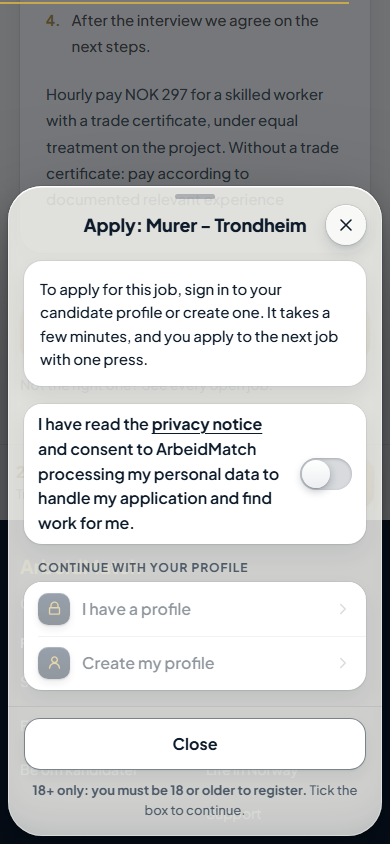 4. After the interview we agree on the
next steps.
Hourly pay NOK 297 for a skilled worker
with a trade certificate, under equal
treatment on the project. Without a trade
certificate: pay according to
documented relevant experience
Apply: Murer – Trondheim
To apply for this job, sign in to your
candidate profile or create one. It takes a
few minutes, and you apply to the next job
with one press.
I have read the privacy notice
and consent to ArbeidMatch
processing my personal data to
handle my application and find
work for me.
CONTINUE WITH YOUR PROFILE
I have a profile
Create my profile
Close
18+ only: you must be 18 or older to register. Tick the
box to continue.